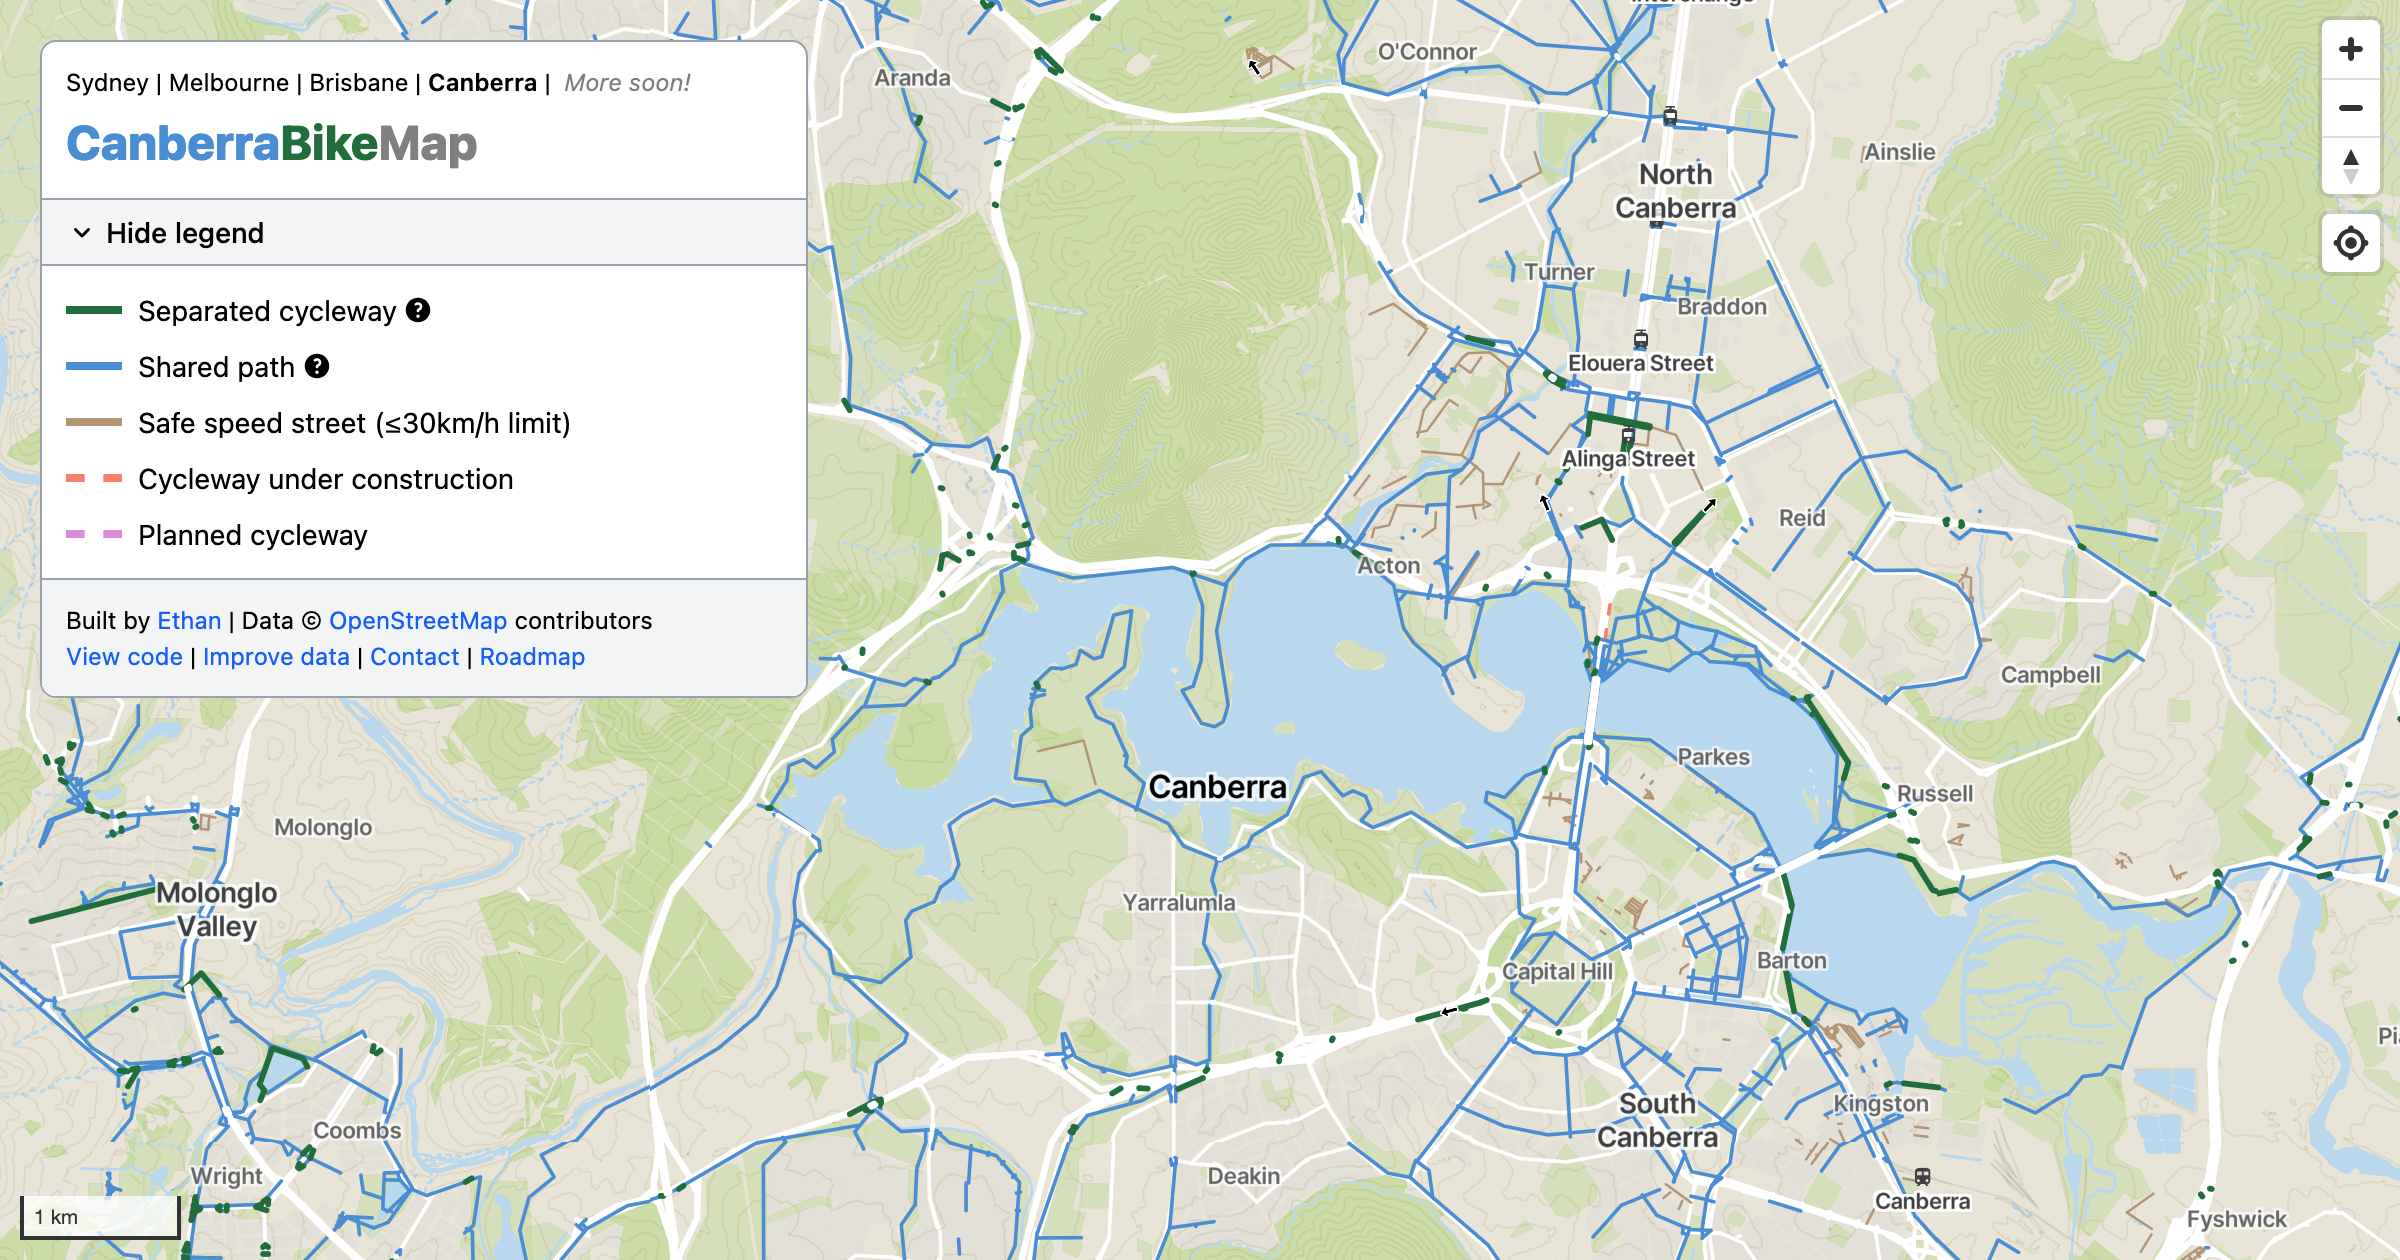 Sydney | Melbourne | Brisbane | Canberra | More soon!
CanberraBikeMap
Hide legend
Separated cycleway ?
Shared path ?
Safe speed street (≤30km/h limit)
Cycleway under construction
Planned cycleway
Built by Ethan | Data © OpenStreetMap contributors
View code | Improve data | Contact | Roadmap
O'Connor
Aranda
Ainslie
North
Canberra
Turner
Braddon
Elouera Street
Alinga Street
Reid
Acton
Campbell
Parkes
Canberra
Russell
Molonglo
Molonglo
Valley
Yarralumla
Capital Hill
Barton
Coombs
South
Canberra
Kingston
Wright
Deakin
Canberra
Fyshwick
1 km